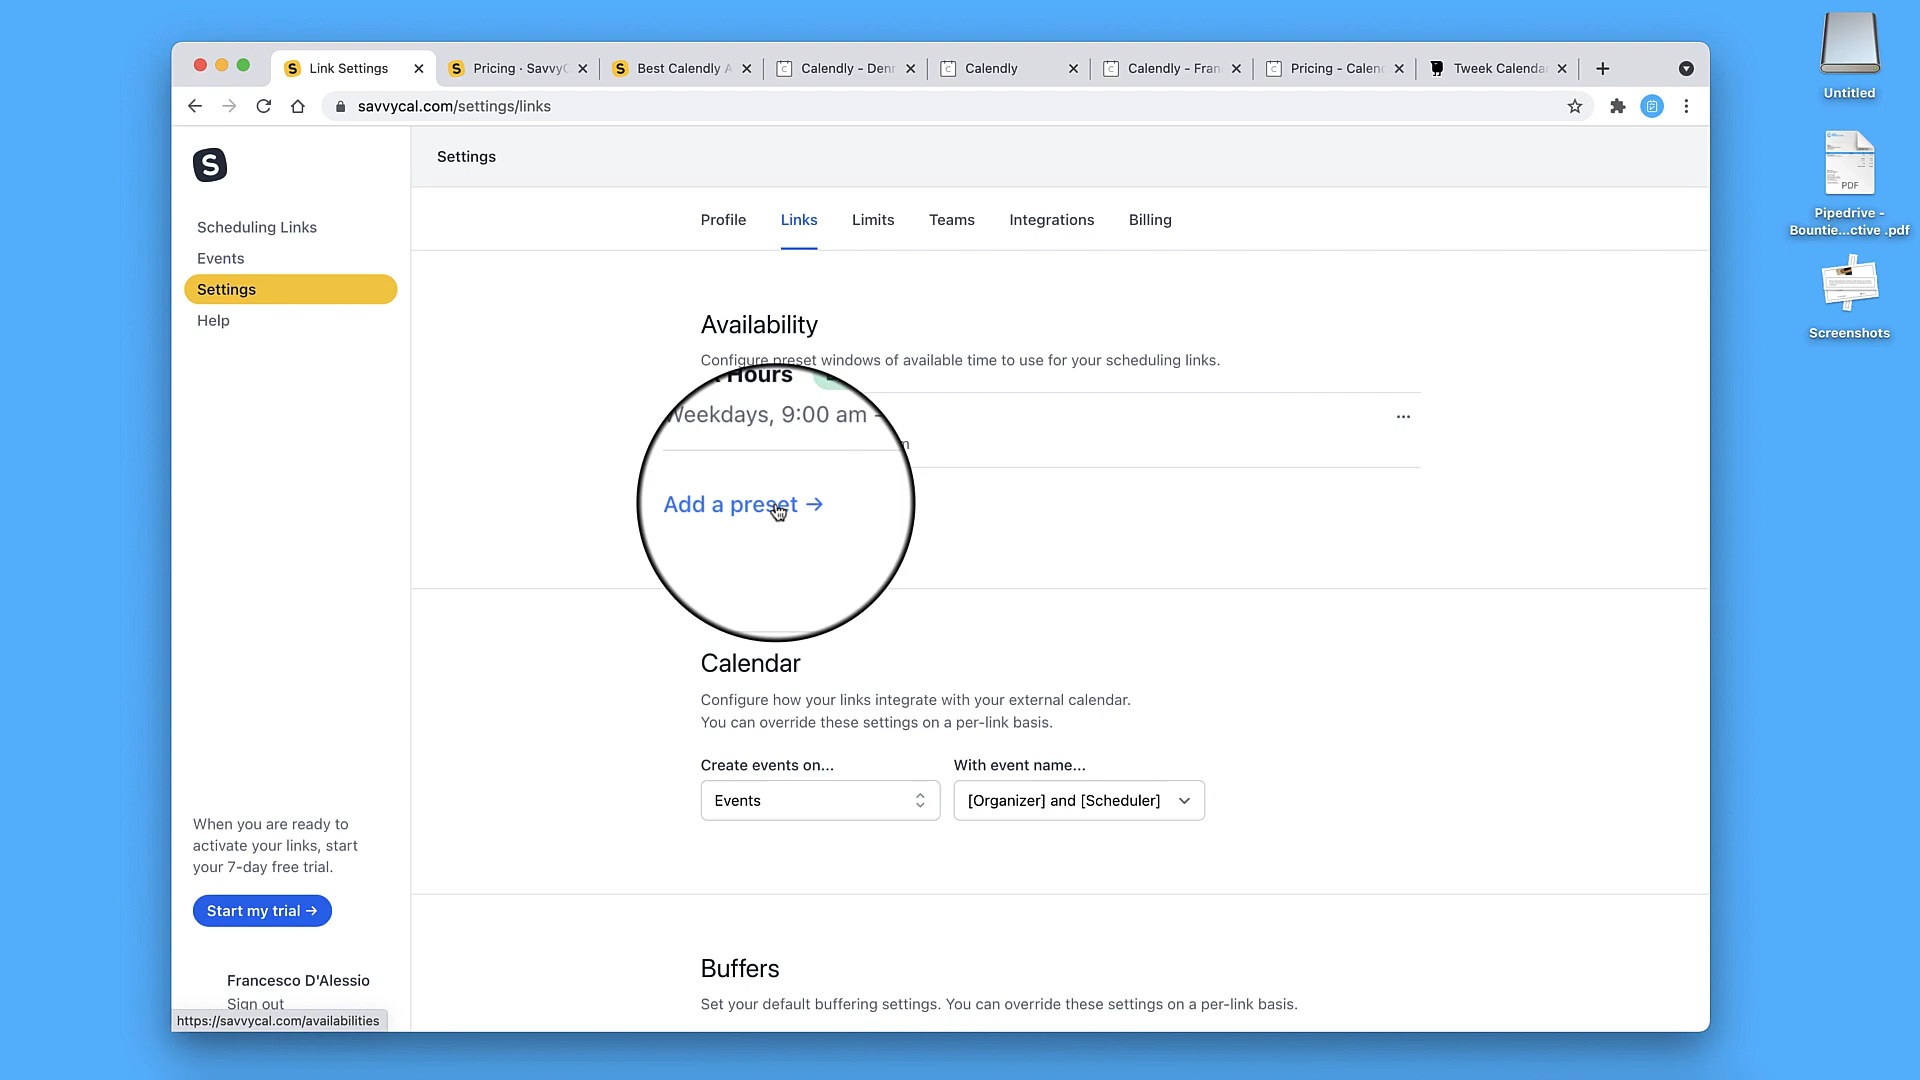 Link Settings
Pricing · Savvy
Best Calendly A
Calendly - Den
Calendly
Calendly - Fran
Pricing - Calen
Tweek Calenda
savvycal.com/settings/links
Untitled
PDF
Pipedrive -
Bountie...ctive .pdf
Screenshots
S
Settings
Scheduling Links
Events
Settings
Help
Profile
Links
Limits
Teams
Integrations
Billing
Availability
Configure preset windows of available time to use for your scheduling links.
Hours
Weekdays, 9:00 am -
...
Add a preset →
Calendar
Configure how your links integrate with your external calendar.
You can override these settings on a per-link basis.
Create events on...
With event name...
Events
[Organizer] and [Scheduler]
When you are ready to
activate your links, start
your 7-day free trial.
Start my trial →
Buffers
Set your default buffering settings. You can override these settings on a per-link basis.
Francesco D'Alessio
Sign out
https://savvycal.com/availabilities